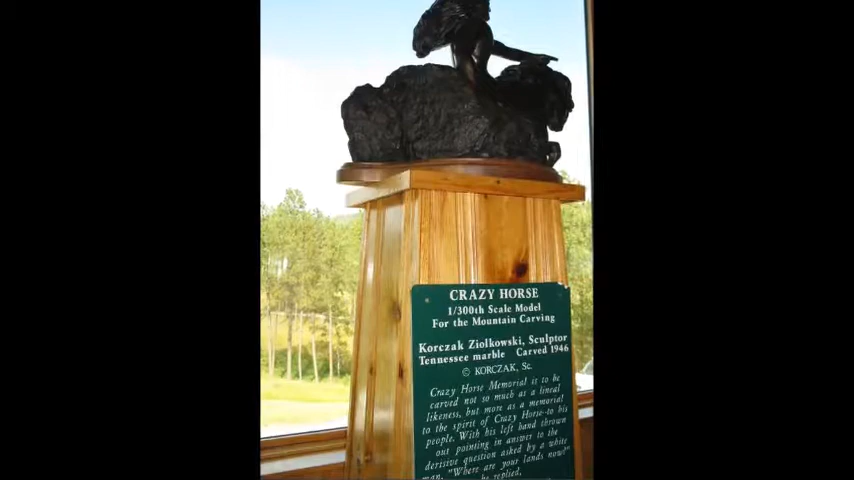 CRAZY HORSE
1/300th Scale Model
For the Mountain Carving
Korczak Ziołkowski, Sculptor
Tennessee marble Carved 1946
© KORCZAK, Sc.
Crazy Horse Memorial is to be
carved not so much as a lineal
likeness, but more as a memorial
to the spirit of Crazy Horse-to his
people. With his left hand thrown
out pointing in answer to the
derisive question asked by a white
man, "Where are your lands now?"
he replied,